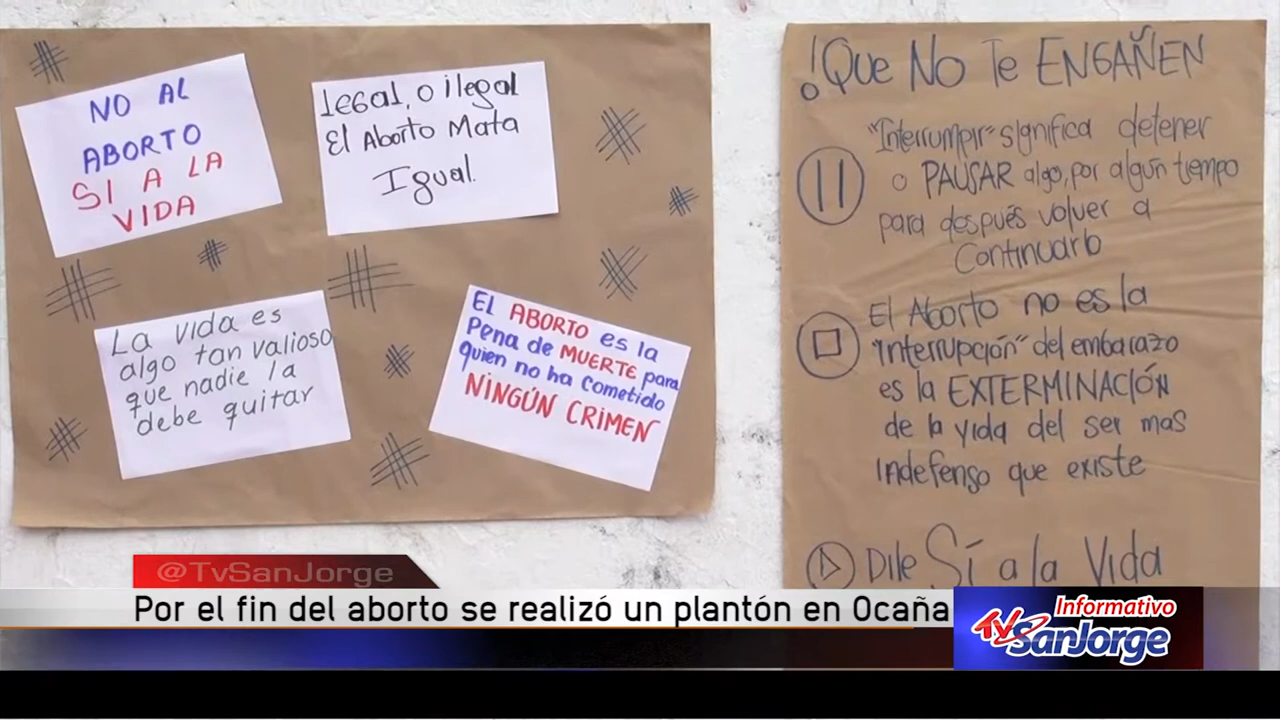 NO AL
ABORTO
SI A LA
VIDA
legal, o ilegal
El Aborto Mata
Igual.
La vida es
algo tan valioso
que nadie la
debe quitar
El ABORTO es la
Pena de MUERTE para
quien no ha cometido
NINGÚN CRIMEN
¡Que No Te ENGAÑEN
"Interrumpir" significa detener
o PAUSAR algo, por algún tiempo
para después volver a
Continuarlo
El Aborto no es la
"interrupción" del embarazo
es la EXTERMINACIÓN
de la vida del ser mas
indefenso que existe
Dile Sí a la Vida
@TvSanJorge
Por el fin del aborto se realizó un plantón en Ocaña
Informativo
TV SanJorge